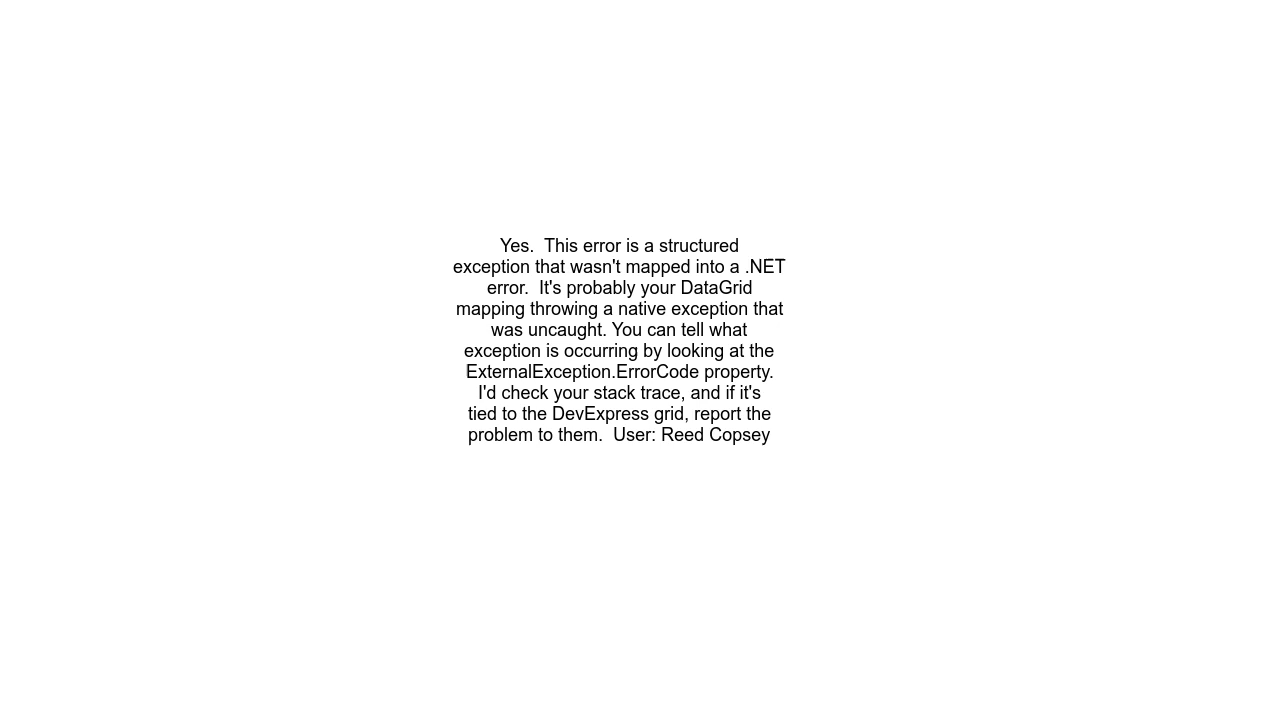 Yes.  This error is a structured
exception that wasn't mapped into a .NET
error.  It's probably your DataGrid
mapping throwing a native exception that
was uncaught. You can tell what
exception is occurring by looking at the
ExternalException.ErrorCode property.
I'd check your stack trace, and if it's
tied to the DevExpress grid, report the
problem to them.  User: Reed Copsey